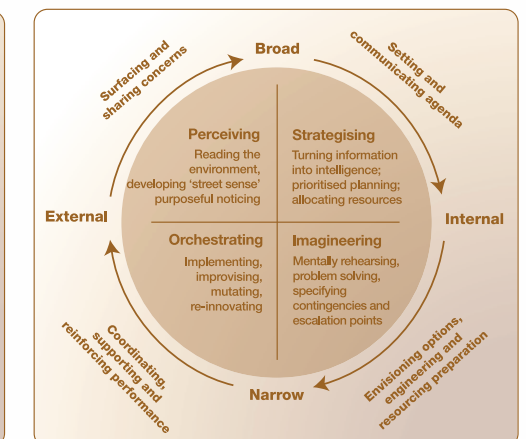 Broad
Surfacing and
sharing concerns
Setting and
communicating agenda
Perceiving
Reading the
environment,
developing ‘street sense’
purposeful noticing
Strategising
Turning information
into intelligence;
prioritised planning;
allocating resources
External
Internal
Orchestrating
Implementing,
improvising,
mutating,
re-innovating
Imagineering
Mentally rehearsing,
problem solving,
specifying
contingencies and
escalation points
Coordinating,
supporting and
reinforcing performance
Envisioning options,
engineering and
resourcing preparation
Narrow